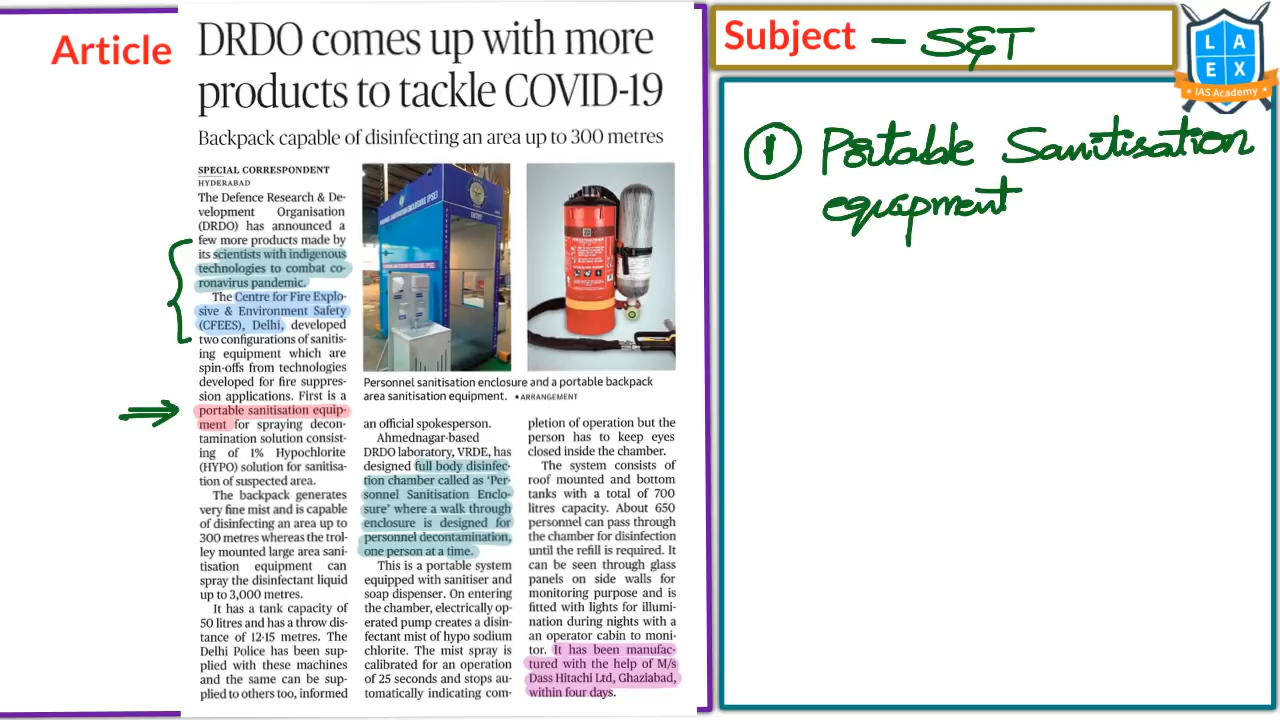 Article
DRDO comes up with more
products to tackle COVID-19
Backpack capable of disinfecting an area up to 300 metres
SPECIAL CORRESPONDENT
HYDERABAD
The Defence Research & De-
velopment Organisation
(DRDO) has announced a
few more products made by
its scientists with indigenous
technologies to combat co-
ronavirus pandemic.
The Centre for Fire Explo-
sive & Environment Safety
(CFEES), Delhi, developed
two configurations of sanitis-
ing equipment which are
spin-offs from technologies
developed for fire suppres-
sion applications. First is a
portable sanitisation equip-
ment for spraying decon-
tamination solution consist-
ing of 1% Hypochlorite
(HYPO) solution for sanitisa-
tion of suspected area.
The backpack generates
very fine mist and is capable
of disinfecting an area up to
300 metres whereas the trol-
ley mounted large area sani-
tisation equipment can
spray the disinfectant liquid
up to 3,000 metres.
It has a tank capacity of
50 litres and has a throw dis-
tance of 12-15 metres. The
Delhi Police has been sup-
plied with these machines
and the same can be sup-
plied to others too, informed
PERSONNEL SANITISATION ENCLOSURE (PSE)
ENTRY
Personnel sanitisation enclosure and a portable backpack
area sanitisation equipment. •ARRANGEMENT
an official spokesperson.
Ahmednagar-based
DRDO laboratory, VRDE, has
designed full body disinfec-
tion chamber called as ‘Per-
sonnel Sanitisation Enclo-
sure’ where a walk through
enclosure is designed for
personnel decontamination,
one person at a time.
This is a portable system
equipped with sanitiser and
soap dispenser. On entering
the chamber, electrically op-
erated pump creates a disin-
fectant mist of hypo sodium
chlorite. The mist spray is
calibrated for an operation
of 25 seconds and stops au-
tomatically indicating com-
pletion of operation but the
person has to keep eyes
closed inside the chamber.
The system consists of
roof mounted and bottom
tanks with a total of 700
litres capacity. About 650
personnel can pass through
the chamber for disinfection
until the refill is required. It
can be seen through glass
panels on side walls for
monitoring purpose and is
fitted with lights for illumi-
nation during nights with a
an operator cabin to moni-
tor. It has been manufac-
tured with the help of M/s
Dass Hitachi Ltd, Ghaziabad,
within four days.
Subject - S&T
LA
EX
IAS Academy
1 Portable Sanitisation
equipment